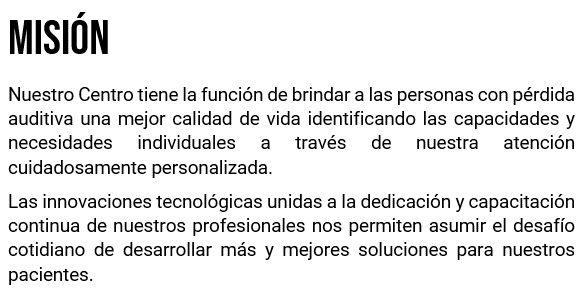 MISIÓN
Nuestro Centro tiene la función de brindar a las personas con pérdida
auditiva una mejor calidad de vida identificando las capacidades y
necesidades individuales a través de nuestra atención
cuidadosamente personalizada.
Las innovaciones tecnológicas unidas a la dedicación y capacitación
continua de nuestros profesionales nos permiten asumir el desafío
cotidiano de desarrollar más y mejores soluciones para nuestros
pacientes.